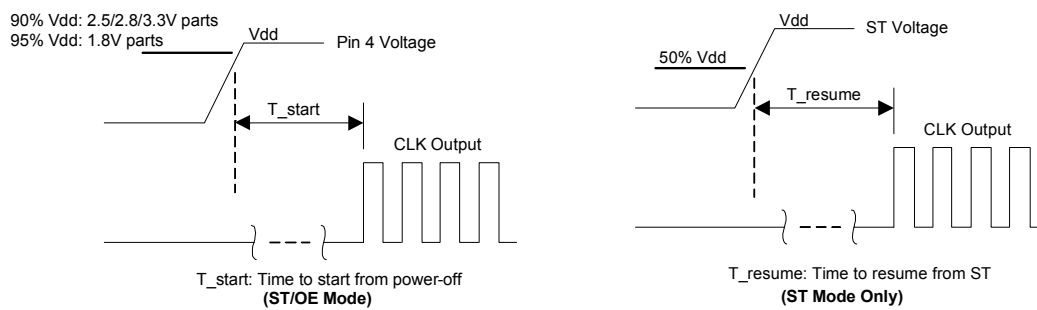 90% Vdd: 2.5/2.8/3.3V parts
95% Vdd: 1.8V parts
Vdd
Pin 4 Voltage
T_start
CLK Output
T_start: Time to start from power-off
(ST/OE Mode)
Vdd
ST Voltage
50% Vdd
T_resume
CLK Output
T_resume: Time to resume from ST
(ST Mode Only)